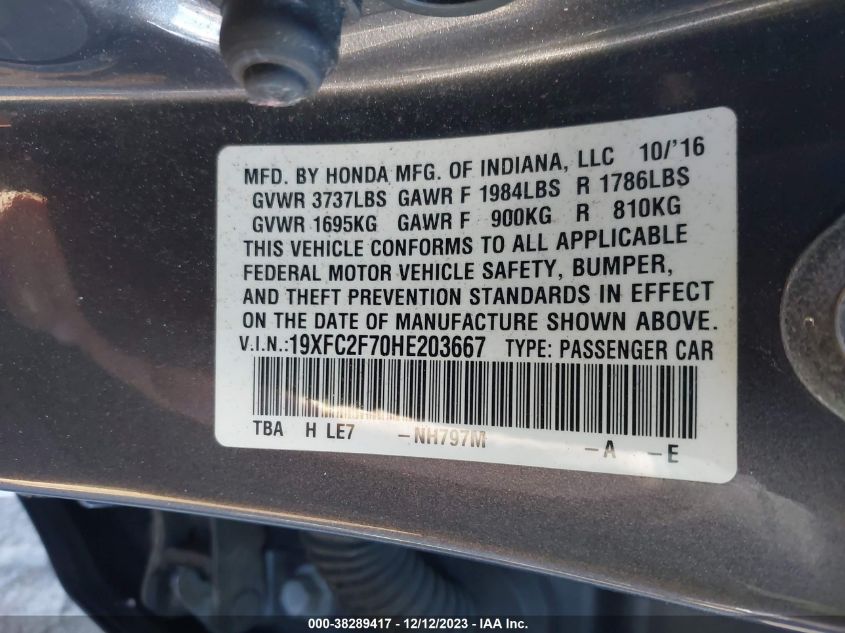 MFD. BY HONDA MFG. OF INDIANA, LLC 10/'16
GVWR 3737LBS GAWR F 1984LBS R 1786LBS
GVWR 1695KG GAWR F 900KG R 810KG
THIS VEHICLE CONFORMS TO ALL APPLICABLE
FEDERAL MOTOR VEHICLE SAFETY, BUMPER,
AND THEFT PREVENTION STANDARDS IN EFFECT
ON THE DATE OF MANUFACTURE SHOWN ABOVE.
V.I.N.:19XFC2F70HE203667 TYPE: PASSENGER CAR
TBA H LE7 -NH797M -A -E
000-38289417 - 12/12/2023 - IAA Inc.